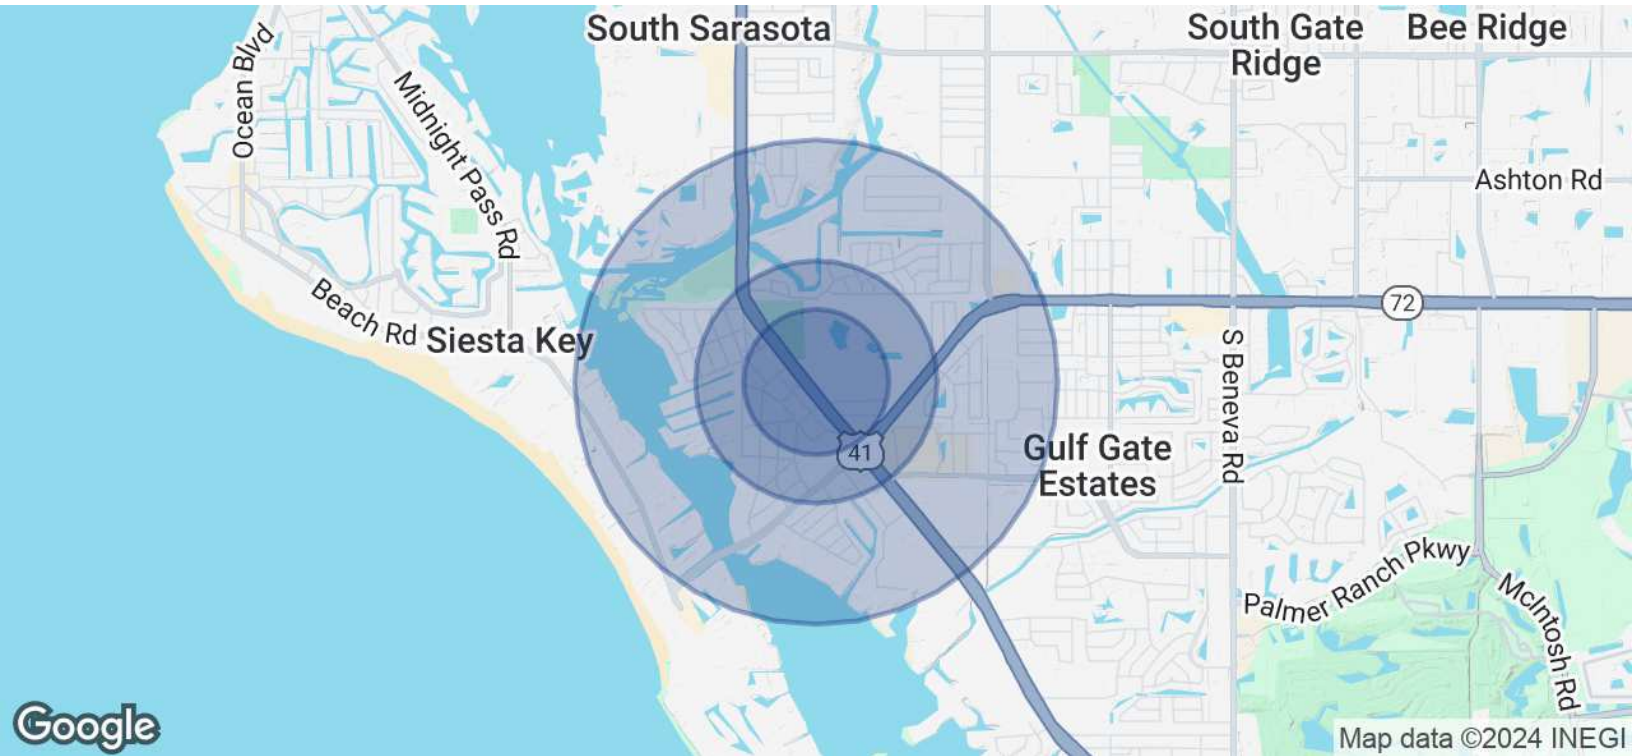 South Sarasota
South Gate
Ridge
Bee Ridge
Ocean Blvd
Midnight Pass Rd
Ashton Rd
Beach Rd
Siesta Key
72
S Beneva Rd
41
Gulf Gate
Estates
Palmer Ranch Pkwy
McIntosh Rd
Google
Map data ©2024 INEGI